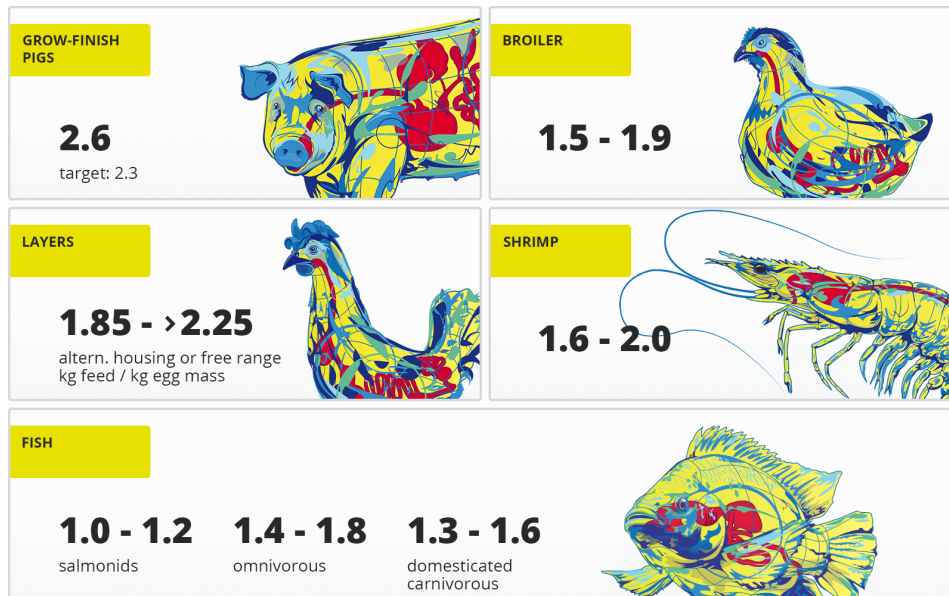 GROW-FINISH
PIGS
2.6
target: 2.3
BROILER
1.5 - 1.9
LAYERS
1.85 - >2.25
altern. housing or free range
kg feed / kg egg mass
SHRIMP
1.6 - 2.0
FISH
1.0 - 1.2
salmonids
1.4 - 1.8
omnivorous
1.3 - 1.6
domesticated
carnivorous